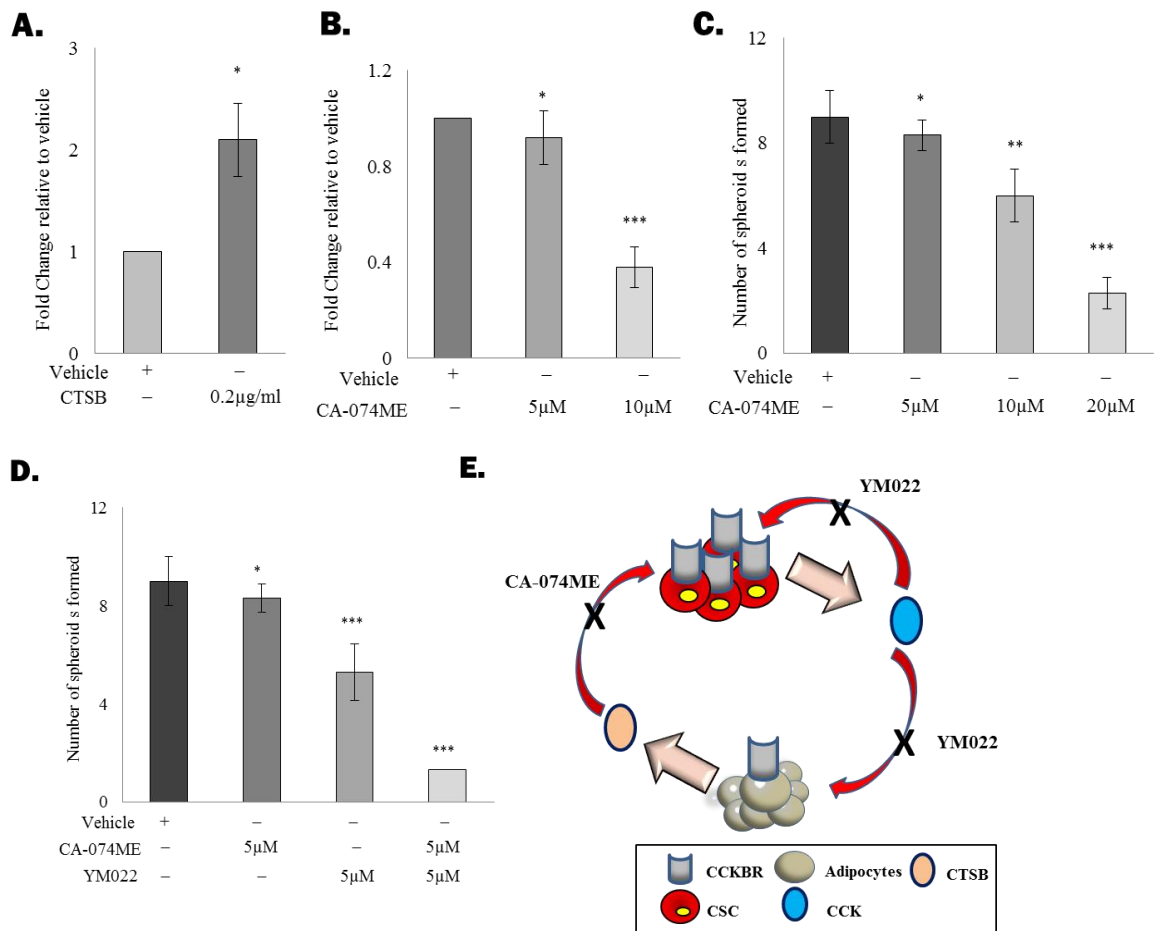 A.
Fold Change relative to vehicle
3
2
1
0
*
Vehicle + –
CTSB – 0.2µg/ml
B.
Fold Change relative to vehicle
1.2
0.8
0.4
0
*
***
Vehicle + – –
CA-074ME – 5µM 10µM
C.
Number of spheroid s formed
12
8
4
0
*
**
***
Vehicle + – – –
CA-074ME – 5µM 10µM 20µM
D.
Number of spheroid s formed
12
8
4
0
*
***
***
Vehicle + – – –
CA-074ME – 5µM – 5µM
YM022 – – 5µM 5µM
E.
YM022
X
CA-074ME
X
X
YM022
CCKBR Adipocytes CTSB
CSC CCK